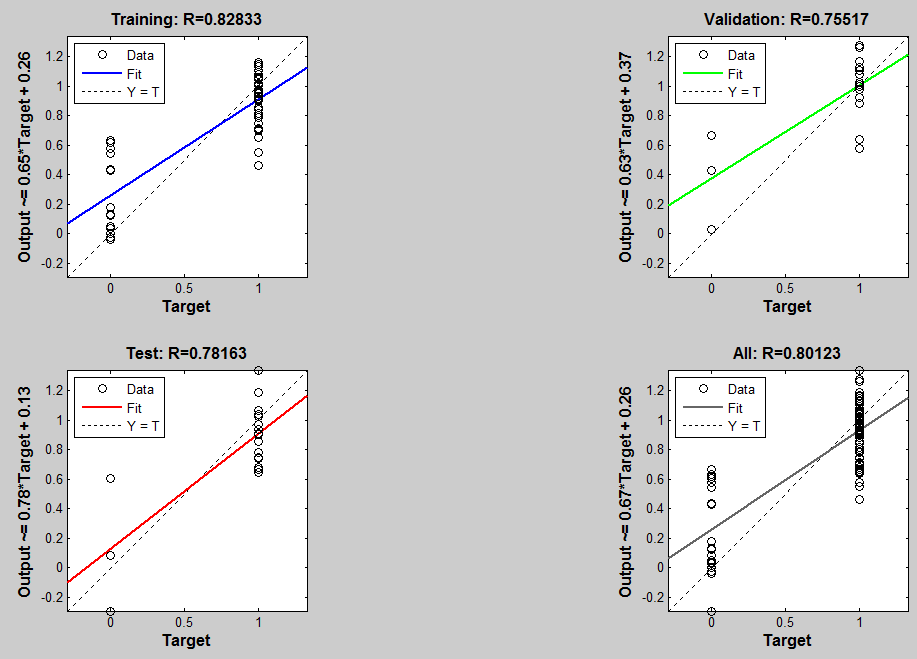 Training: R=0.82833
Output ~= 0.65*Target + 0.26
Data
Fit
Y = T
1.2
1
0.8
0.6
0.4
0.2
0
-0.2
0
0.5
1
Target
Validation: R=0.75517
Output ~= 0.63*Target + 0.37
Data
Fit
Y = T
1.2
1
0.8
0.6
0.4
0.2
0
-0.2
0
0.5
1
Target
Test: R=0.78163
Output ~= 0.78*Target + 0.13
Data
Fit
Y = T
1.2
1
0.8
0.6
0.4
0.2
0
-0.2
0
0.5
1
Target
All: R=0.80123
Output ~= 0.67*Target + 0.26
Data
Fit
Y = T
1.2
1
0.8
0.6
0.4
0.2
0
-0.2
0
0.5
1
Target